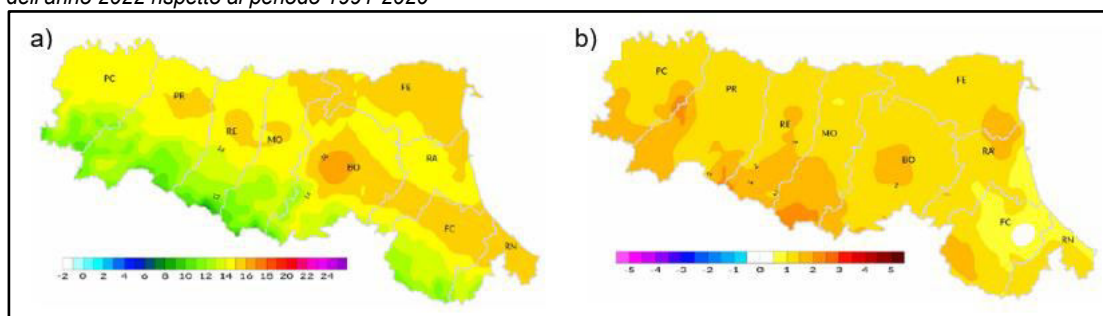 dell'anno 2022 rispetto al periodo 1991-2020
a)
PC
PR
RE
MO
BO
FE
RA
FC
RN
-2 0 2 4 6 8 10 12 14 16 18 20 22 24
b)
PC
PR
RE
MO
BO
FE
RA
FC
RN
-5 -4 -3 -2 -1 0 1 2 3 4 5